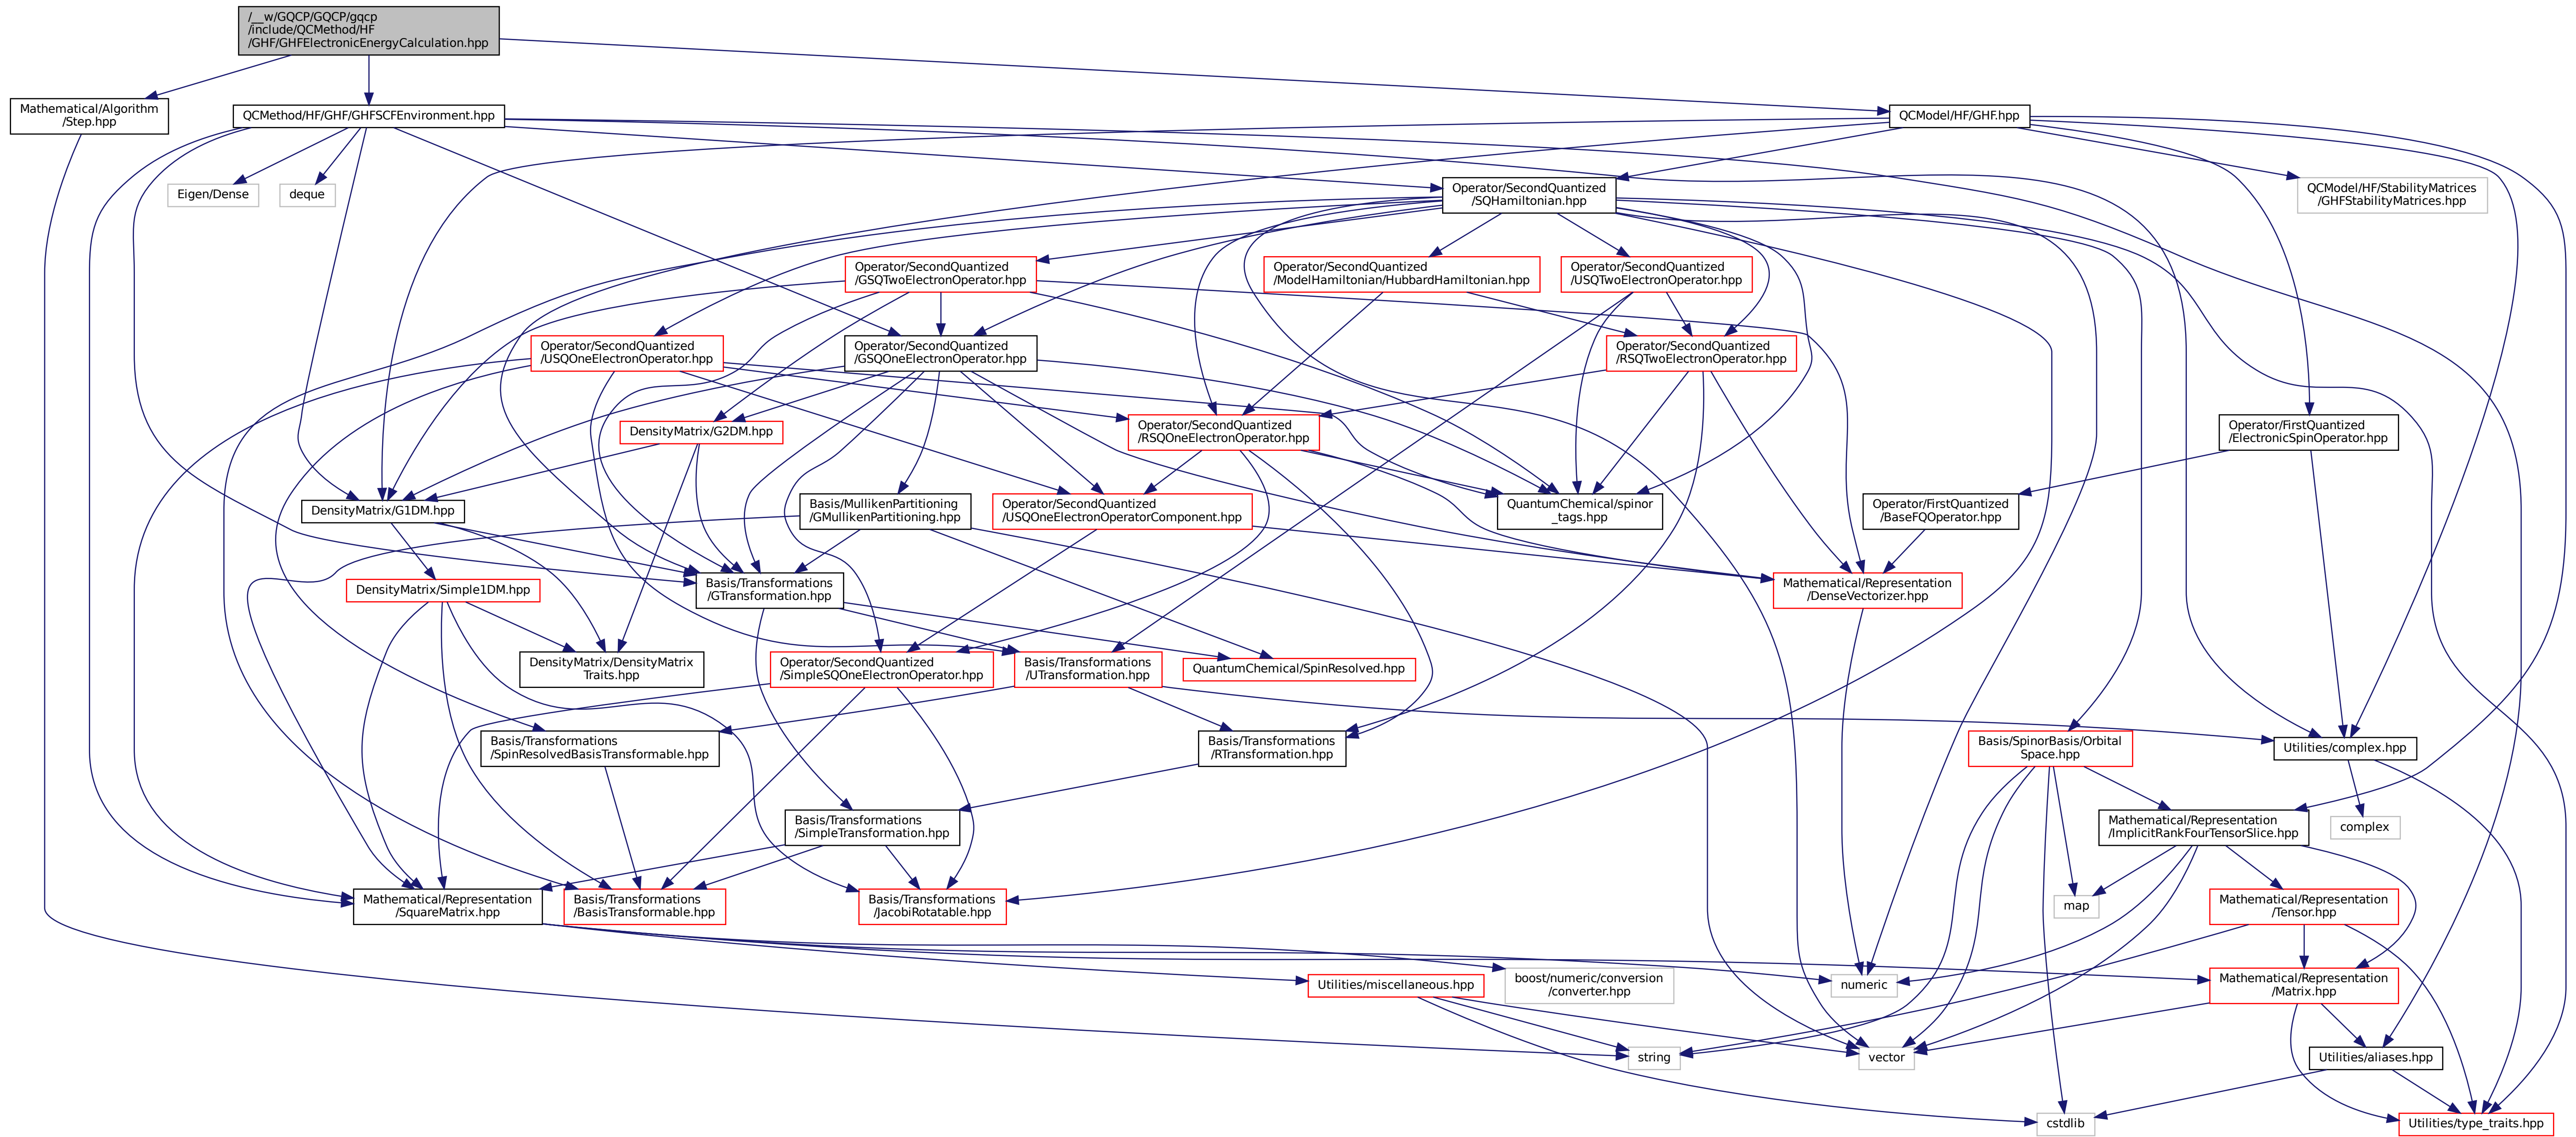 /__w/GQCP/GQCP/gqcp
/include/QCMethod/HF
/GHF/GHFElectronicEnergyCalculation.hpp
Mathematical/Algorithm
/Step.hpp
QCMethod/HF/GHF/GHFSCFEnvironment.hpp
QCModel/HF/GHF.hpp
Eigen/Dense
deque
Operator/SecondQuantized
/SQHamiltonian.hpp
QCModel/HF/StabilityMatrices
/GHFStabilityMatrices.hpp
Operator/SecondQuantized
/GSQTwoElectronOperator.hpp
Operator/SecondQuantized
/ModelHamiltonian/HubbardHamiltonian.hpp
Operator/SecondQuantized
/USQTwoElectronOperator.hpp
Operator/SecondQuantized
/USQOneElectronOperator.hpp
Operator/SecondQuantized
/GSQOneElectronOperator.hpp
Operator/SecondQuantized
/RSQTwoElectronOperator.hpp
DensityMatrix/G2DM.hpp
Operator/SecondQuantized
/RSQOneElectronOperator.hpp
Operator/FirstQuantized
/ElectronicSpinOperator.hpp
DensityMatrix/G1DM.hpp
Basis/MullikenPartitioning
/GMullikenPartitioning.hpp
Operator/SecondQuantized
/USQOneElectronOperatorComponent.hpp
QuantumChemical/spinor
_tags.hpp
Operator/FirstQuantized
/BaseFQOperator.hpp
DensityMatrix/Simple1DM.hpp
Basis/Transformations
/GTransformation.hpp
Mathematical/Representation
/DenseVectorizer.hpp
DensityMatrix/DensityMatrix
Traits.hpp
Operator/SecondQuantized
/SimpleSQOneElectronOperator.hpp
Basis/Transformations
/UTransformation.hpp
QuantumChemical/SpinResolved.hpp
Basis/Transformations
/SpinResolvedBasisTransformable.hpp
Basis/Transformations
/RTransformation.hpp
Basis/SpinorBasis/Orbital
Space.hpp
Utilities/complex.hpp
Basis/Transformations
/SimpleTransformation.hpp
Mathematical/Representation
/ImplicitRankFourTensorSlice.hpp
complex
Mathematical/Representation
/SquareMatrix.hpp
Basis/Transformations
/BasisTransformable.hpp
Basis/Transformations
/JacobiRotatable.hpp
map
Mathematical/Representation
/Tensor.hpp
Utilities/miscellaneous.hpp
boost/numeric/conversion
/converter.hpp
numeric
Mathematical/Representation
/Matrix.hpp
string
vector
Utilities/aliases.hpp
cstdlib
Utilities/type_traits.hpp